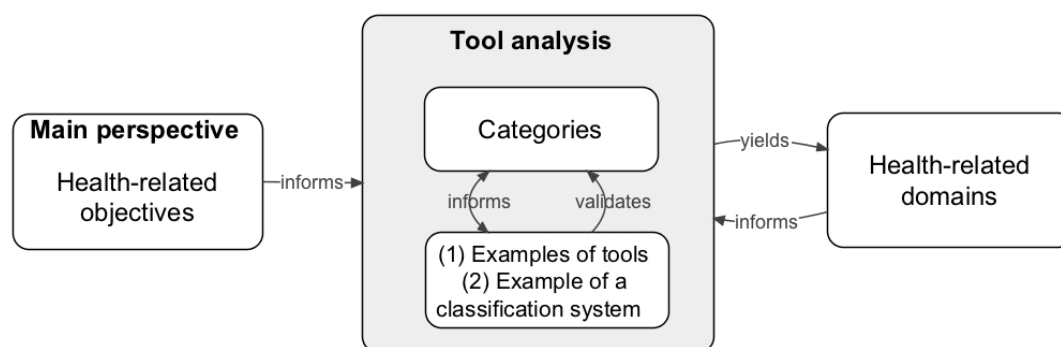 Tool analysis
Main perspective
Health-related
objectives
informs
Categories
informs
validates
(1) Examples of tools
(2) Example of a
classification system
yields
informs
Health-related
domains